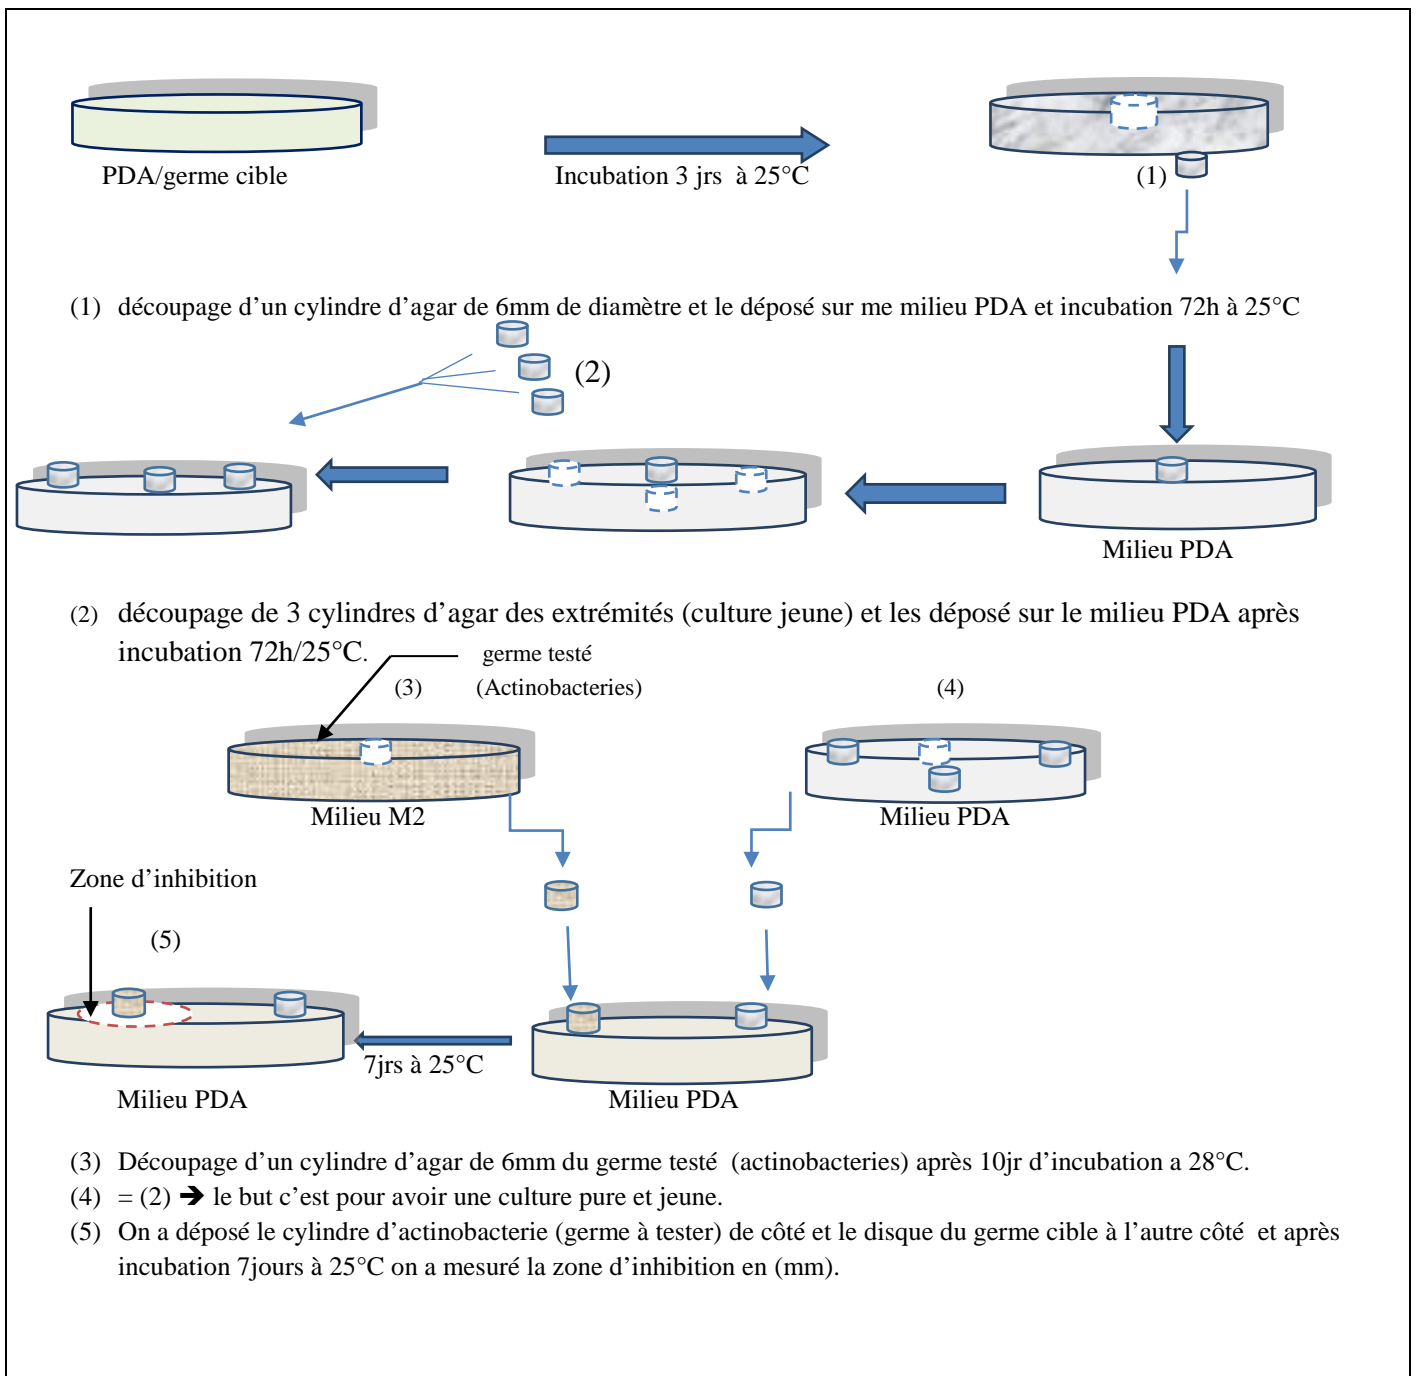 PDA/germe cible
Incubation 3 jrs  à 25°C
(1)
(1) découpage d'un cylindre d'agar de 6mm de diamètre et le déposé sur me milieu PDA et incubation 72h à 25°C
(2)
Milieu PDA
(2) découpage de 3 cylindres d'agar des extrémités (culture jeune) et les déposé sur le milieu PDA après
incubation 72h/25°C.
germe testé
(3)
(Actinobacteries)
(4)
Milieu M2
Milieu PDA
Zone d'inhibition
(5)
7jrs à 25°C
Milieu PDA
Milieu PDA
(3) Découpage d'un cylindre d'agar de 6mm du germe testé  (actinobacteries) après 10jr d'incubation a 28°C.
(4) = (2) ➔ le but c'est pour avoir une culture pure et jeune.
(5) On a déposé le cylindre d'actinobacterie (germe à tester) de côté et le disque du germe cible à l'autre côté  et après
incubation 7jours à 25°C on a mesuré la zone d'inhibition en (mm).